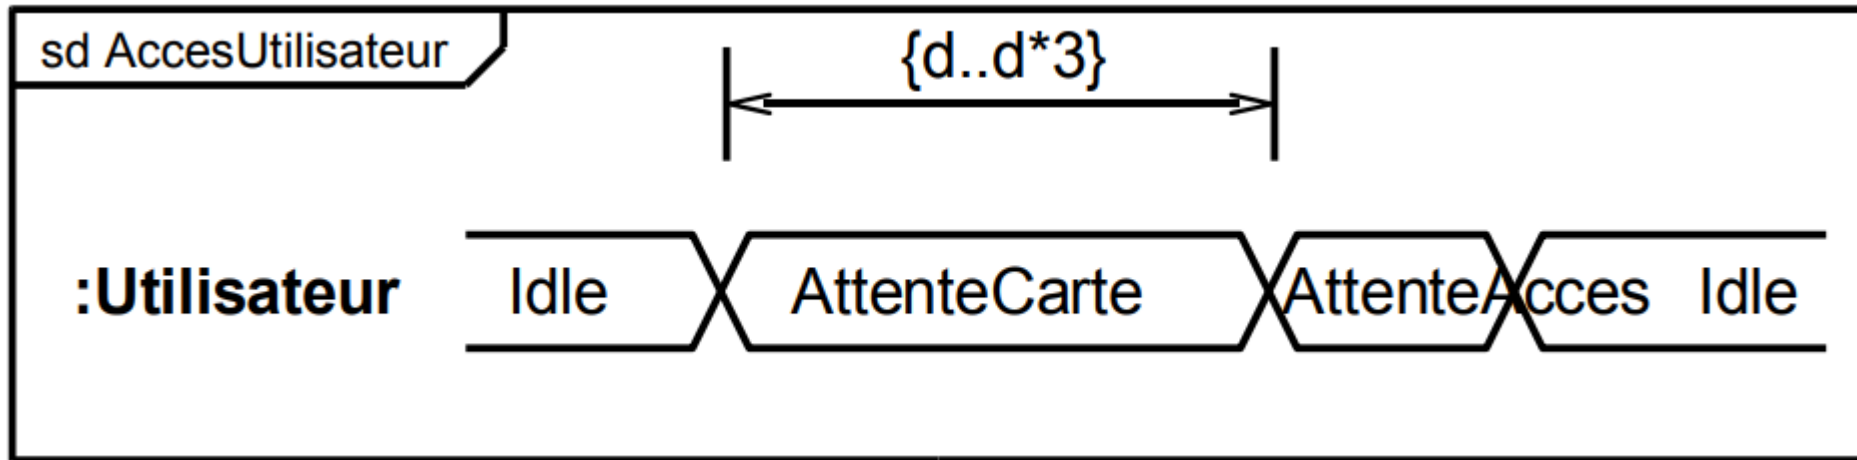 sd AccesUtilisateur
{d..d*3}
:Utilisateur Idle AttenteCarte AttenteAcces Idle